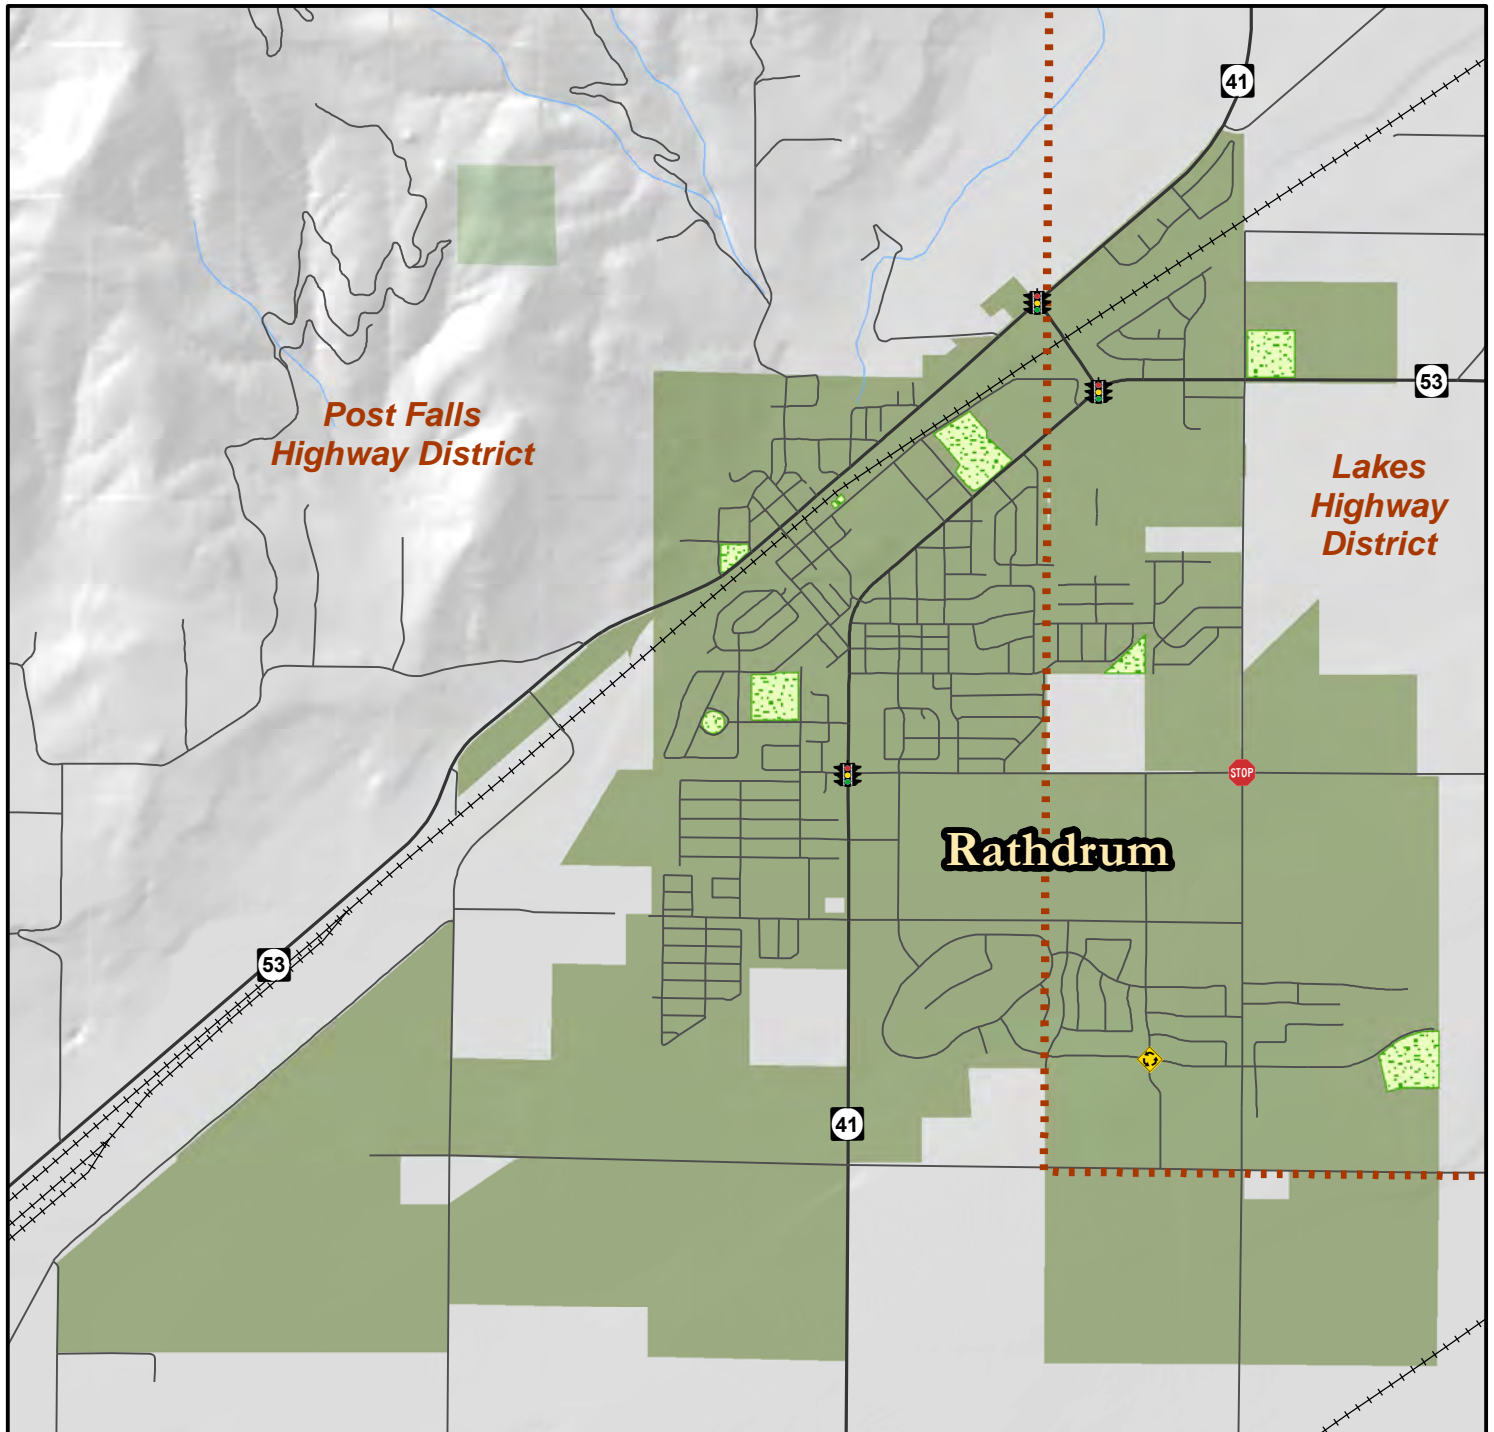 41
53
Post Falls
Highway District
Lakes
Highway
District
STOP
Rathdrum
53
41